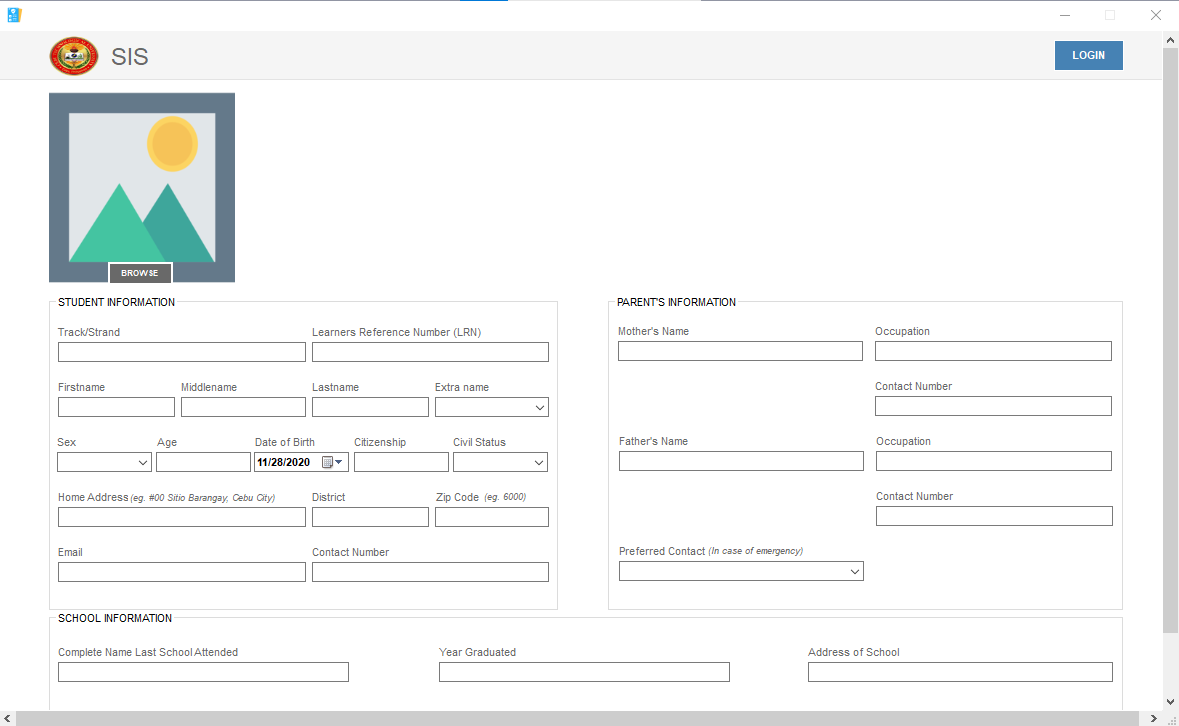 SIS
LOGIN
BROWSE
STUDENT INFORMATION
Track/Strand
Learners Reference Number (LRN)
Firstname
Middlename
Lastname
Extra name
Sex
Age
Date of Birth
Citizenship
Civil Status
11/28/2020
Home Address (eg. #00 Sitio Barangay, Cebu City)
District
Zip Code (eg. 6000)
Email
Contact Number
PARENT'S INFORMATION
Mother's Name
Occupation
Contact Number
Father's Name
Occupation
Contact Number
Preferred Contact (In case of emergency)
SCHOOL INFORMATION
Complete Name Last School Attended
Year Graduated
Address of School